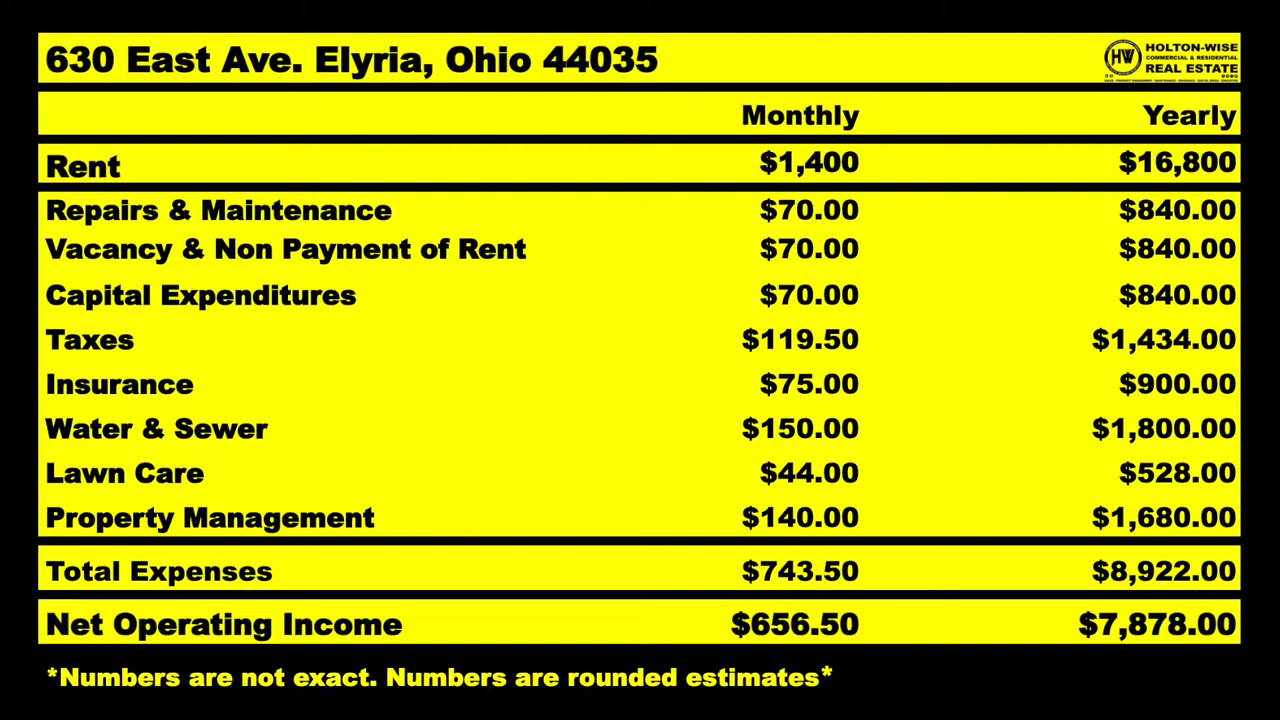 630 East Ave. Elyria, Ohio 44035
HW
HOLTON-WISE
COMMERCIAL & RESIDENTIAL
REAL ESTATE
Monthly Yearly
Rent $1,400 $16,800
Repairs & Maintenance $70.00 $840.00
Vacancy & Non Payment of Rent $70.00 $840.00
Capital Expenditures $70.00 $840.00
Taxes $119.50 $1,434.00
Insurance $75.00 $900.00
Water & Sewer $150.00 $1,800.00
Lawn Care $44.00 $528.00
Property Management $140.00 $1,680.00
Total Expenses $743.50 $8,922.00
Net Operating Income $656.50 $7,878.00
*Numbers are not exact. Numbers are rounded estimates*